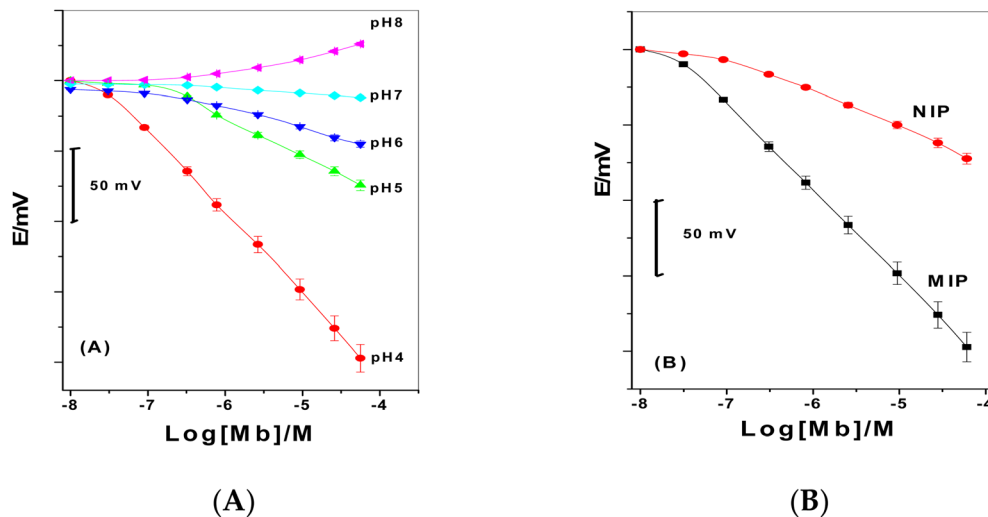 pH8
pH7
pH6
pH5
pH4
50 mV
E/mV
(A)
-8 -7 -6 -5 -4
Log[Mb]/M
(A)
NIP
MIP
50 mV
E/mV
(B)
-8 -7 -6 -5 -4
Log[Mb]/M
(B)